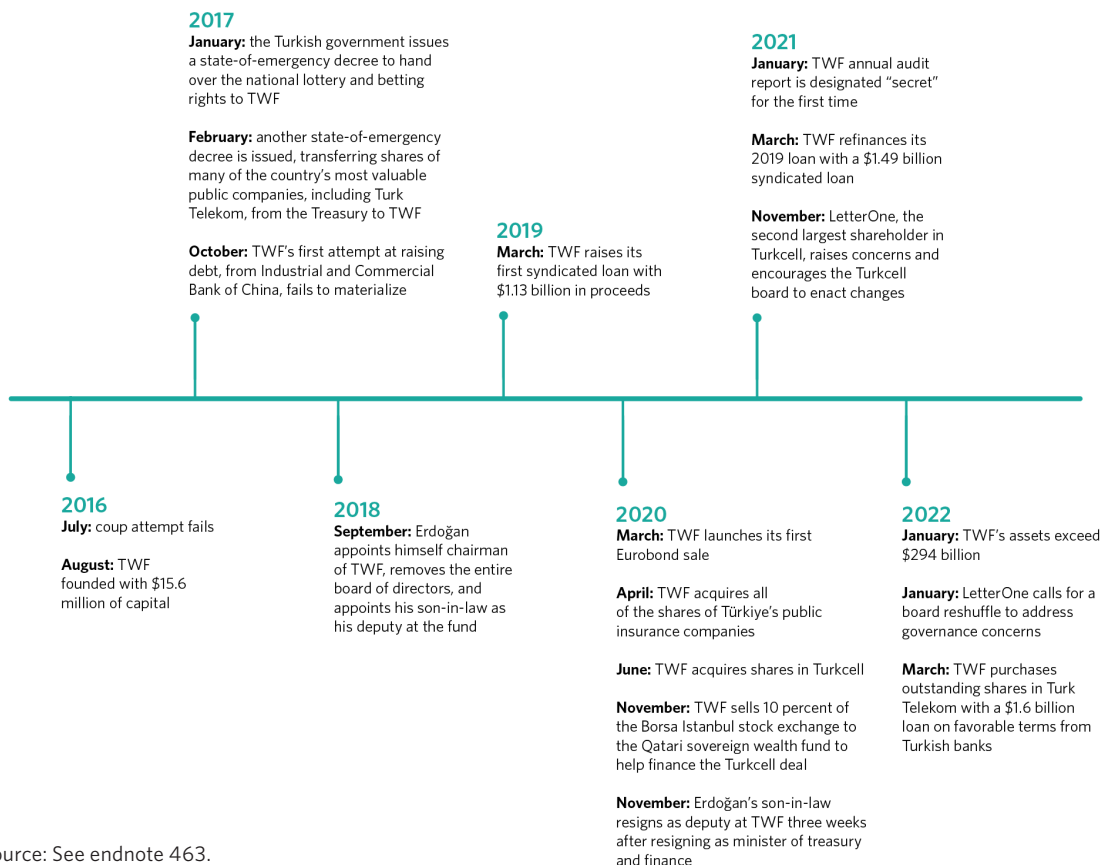 2017
January: the Turkish government issues
a state-of-emergency decree to hand
over the national lottery and betting
rights to TWF
February: another state-of-emergency
decree is issued, transferring shares of
many of the country's most valuable
public companies, including Turk
Telekom, from the Treasury to TWF
October: TWF's first attempt at raising
debt, from Industrial and Commercial
Bank of China, fails to materialize
2019
March: TWF raises its
first syndicated loan with
$1.13 billion in proceeds
2021
January: TWF annual audit
report is designated “secret”
for the first time
March: TWF refinances its
2019 loan with a $1.49 billion
syndicated loan
November: LetterOne, the
second largest shareholder in
Turkcell, raises concerns and
encourages the Turkcell
board to enact changes
2016
July: coup attempt fails
August: TWF
founded with $15.6
million of capital
2018
September: Erdoğan
appoints himself chairman
of TWF, removes the entire
board of directors, and
appoints his son-in-law as
his deputy at the fund
2020
March: TWF launches its first
Eurobond sale
April: TWF acquires all
of the shares of Türkiye's public
insurance companies
June: TWF acquires shares in Turkcell
November: TWF sells 10 percent of
the Borsa Istanbul stock exchange to
the Qatari sovereign wealth fund to
help finance the Turkcell deal
November: Erdoğan's son-in-law
resigns as deputy at TWF three weeks
after resigning as minister of treasury
and finance
2022
January: TWF's assets exceed
$294 billion
January: LetterOne calls for a
board reshuffle to address
governance concerns
March: TWF purchases
outstanding shares in Turk
Telekom with a $1.6 billion
loan on favorable terms from
Turkish banks
ource: See endnote 463.